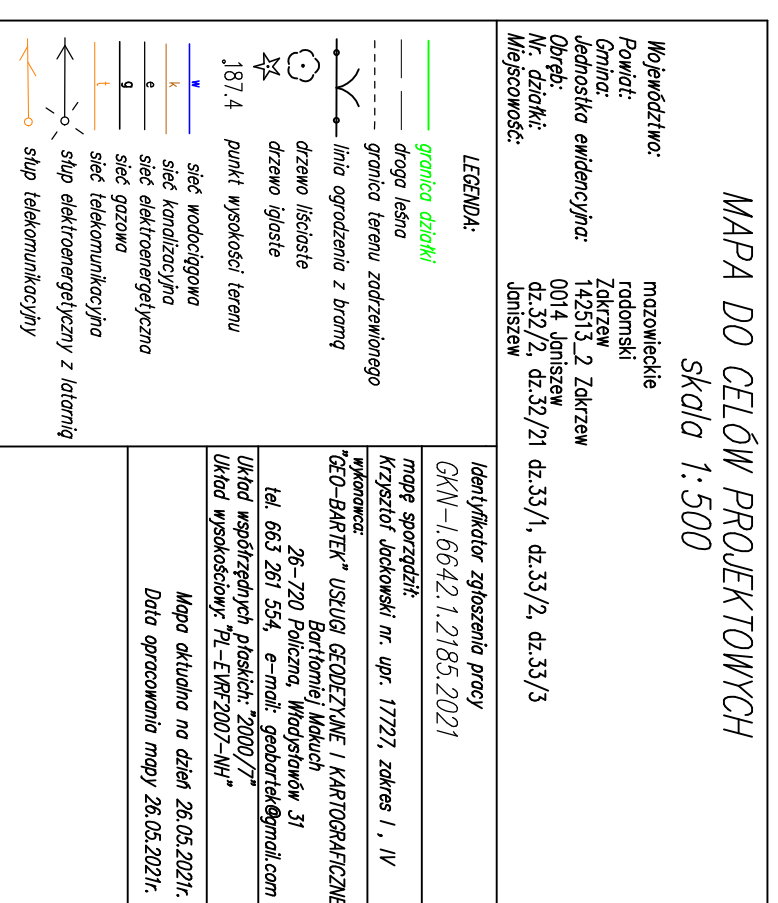 MAPA DO CELÓW PROJEKTOWYCH
skala 1:500
Województwo: mazowieckie
Powiat: radomski
Gmina: Zakrzew
Jednostka ewidencyjna: 142513_2 Zakrzew
Obręb: 0014 Janiszew
Nr. działki: dz.32/2, dz.32/21 dz.33/1, dz.33/2, dz.33/3
Miejscowość: Janiszew
LEGENDA:
granica działki
droga leśna
granica terenu zadrzewionego
linia ogrodzenia z bramą
drzewo liściaste
drzewo iglaste
187.4 punkt wysokości terenu
w sieć wodociągowa
k sieć kanalizacyjna
e sieć elektroenergetyczna
g sieć gazowa
t sieć telekomunikacyjna
słup elektroenergetyczny z latarnią
słup telekomunikacyjny
Identyfikator zgłoszenia pracy
GKN-I.6642.1.2185.2021
mapę sporządził:
Krzysztof Jackowski nr. upr. 17727, zakres I , IV
wykonawca:
"GEO-BARTEK" USŁUGI GEODEZYJNE I KARTOGRAFICZNE
Bartłomiej Makuch
26-720 Policzna, Władysławów 31
tel. 663 261 554, e-mail: geobartek@gmail.com
Układ współrzędnych płaskich: "2000/7"
Układ wysokościowy: "PL-EVRF2007-NH"
Mapa aktualna na dzień 26.05.2021r.
Data opracowania mapy 26.05.2021r.